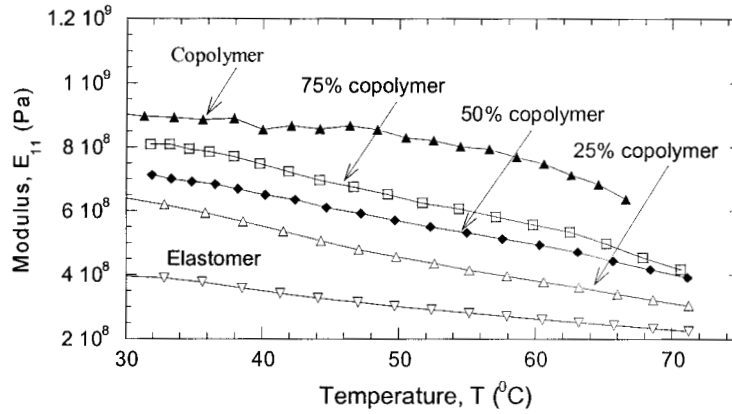 1.2 10⁹
1 10⁹
8 10⁸
6 10⁸
4 10⁸
2 10⁸
Modulus, E₁₁ (Pa)
Copolymer
75% copolymer
50% copolymer
25% copolymer
Elastomer
30 40 50 60 70
Temperature, T (⁰C)